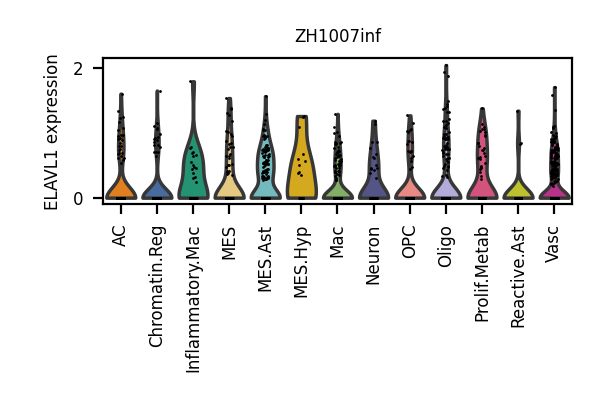 ZH1007inf
ELAVL1 expression
2
0
AC
Chromatin.Reg
Inflammatory.Mac
MES
MES.Ast
MES.Hyp
Mac
Neuron
OPC
Oligo
Prolif.Metab
Reactive.Ast
Vasc